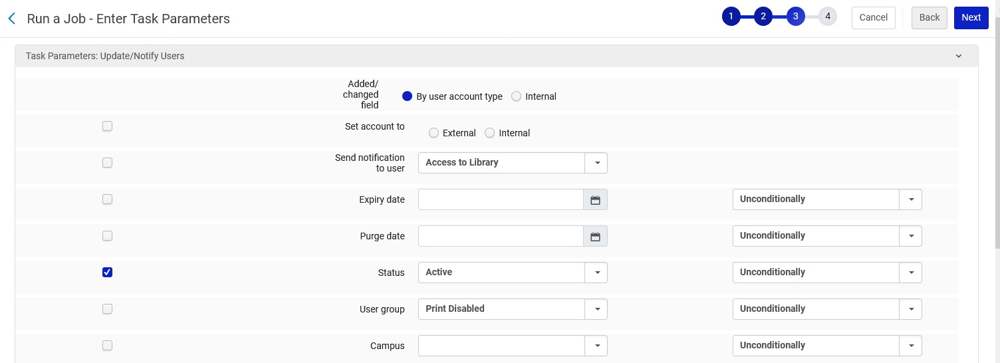 Run a Job - Enter Task Parameters
1 2 3 4
Cancel
Back
Next
Task Parameters: Update/Notify Users
Added/
changed
field
By user account type
Internal
Set account to
External
Internal
Send notification
to user
Access to Library
Expiry date
Unconditionally
Purge date
Unconditionally
Status
Active
Unconditionally
User group
Print Disabled
Unconditionally
Campus
Unconditionally